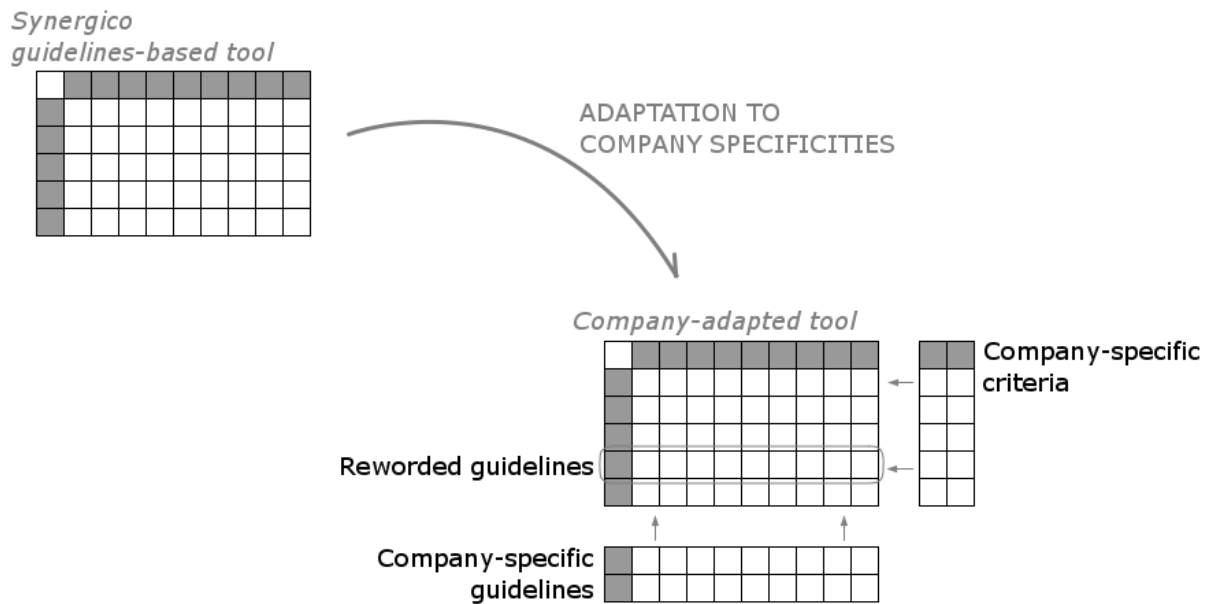 Synergico
guidelines-based tool
ADAPTATION TO
COMPANY SPECIFICITIES
Company-adapted tool
Company-specific
criteria
Reworded guidelines
Company-specific
guidelines